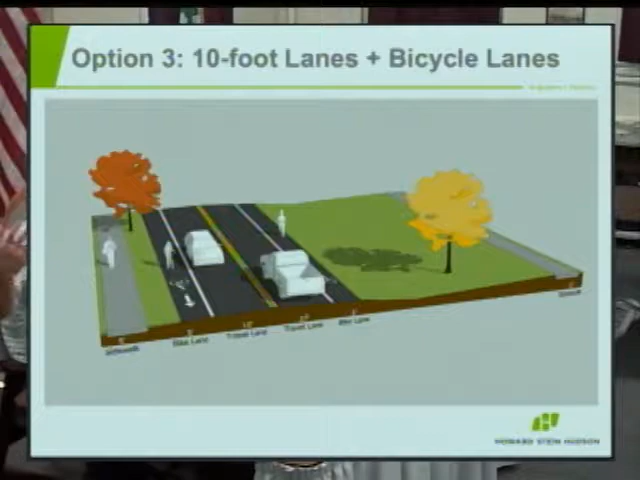 Option 3: 10-foot Lanes + Bicycle Lanes
Sidewalk
Bike Lane
Travel Lane
Travel Lane
Bike Lane
HOWARD STEIN HUDSON